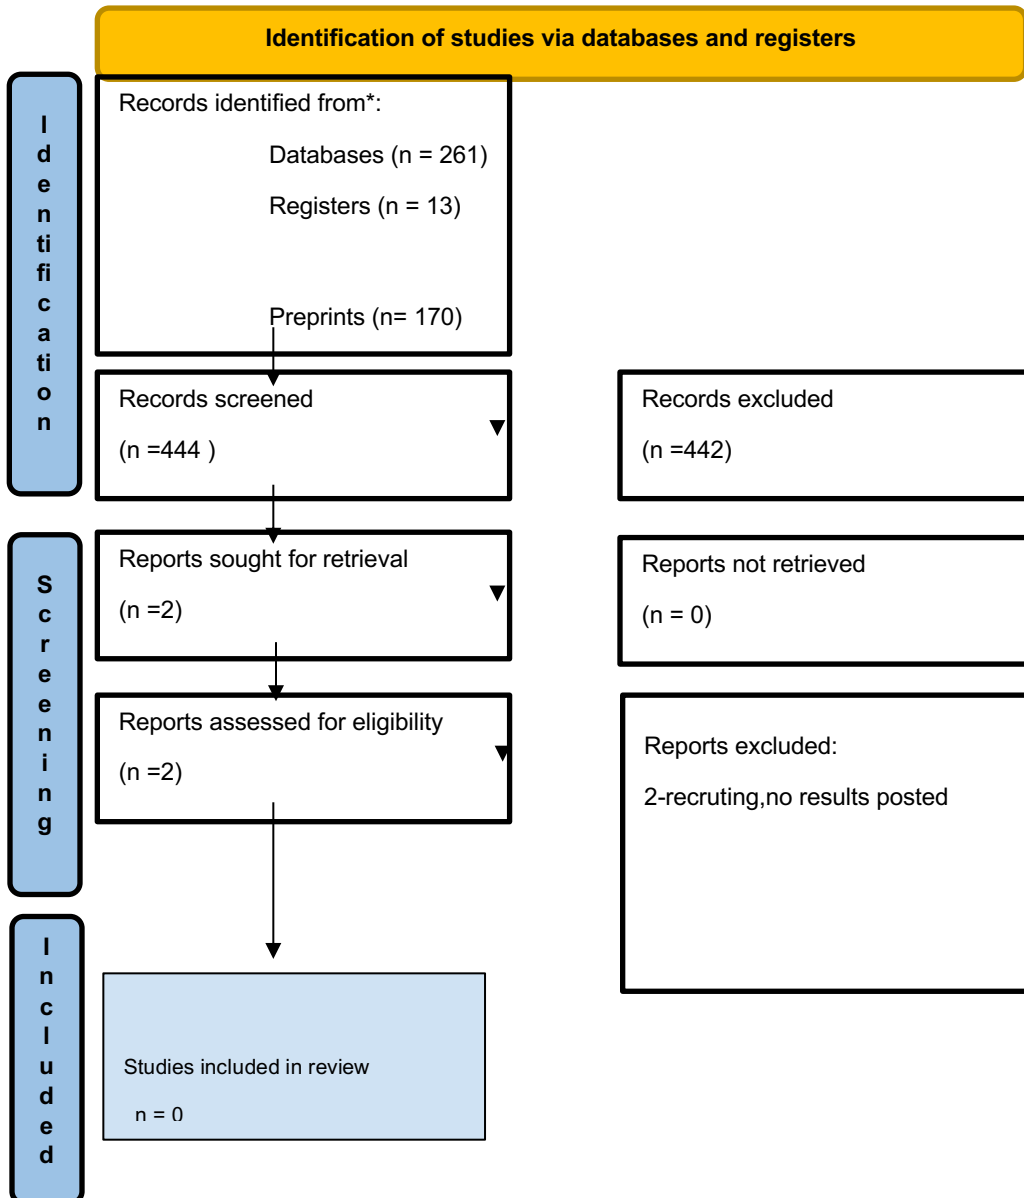 Identification of studies via databases and registers
Identification
Records identified from*:
Databases (n = 261)
Registers (n = 13)
Preprints (n= 170)
Records screened
(n =444 )
Records excluded
(n =442)
Screening
Reports sought for retrieval
(n =2)
Reports not retrieved
(n = 0)
Reports assessed for eligibility
(n =2)
Reports excluded:
2-recruting,no results posted
Included
Studies included in review
n = 0